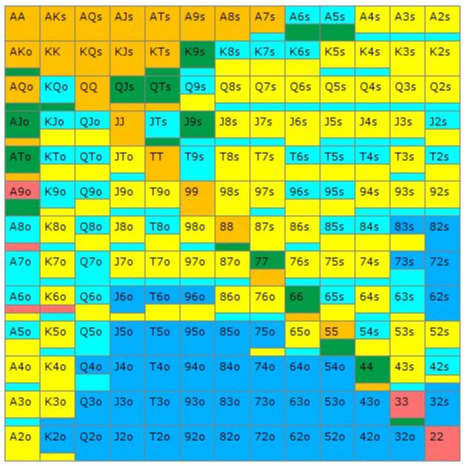 AA AKs AQs AJs ATs A9s A8s A7s A6s A5s A4s A3s A2s
AKo KK KQs KJs KTs K9s K8s K7s K6s K5s K4s K3s K2s
AQo KQo QQ QJs QTs Q9s Q8s Q7s Q6s Q5s Q4s Q3s Q2s
AJo KJo QJo JJ JTs J9s J8s J7s J6s J5s J4s J3s J2s
ATo KTo QTo JTo TT T9s T8s T7s T6s T5s T4s T3s T2s
A9o K9o Q9o J9o T9o 99 98s 97s 96s 95s 94s 93s 92s
A8o K8o Q8o J8o T8o 98o 88 87s 86s 85s 84s 83s 82s
A7o K7o Q7o J7o T7o 97o 87o 77 76s 75s 74s 73s 72s
A6o K6o Q6o J6o T6o 96o 86o 76o 66 65s 64s 63s 62s
A5o K5o Q5o J5o T5o 95o 85o 75o 65o 55 54s 53s 52s
A4o K4o Q4o J4o T4o 94o 84o 74o 64o 54o 44 43s 42s
A3o K3o Q3o J3o T3o 93o 83o 73o 63o 53o 43o 33 32s
A2o K2o Q2o J2o T2o 92o 82o 72o 62o 52o 42o 32o 22